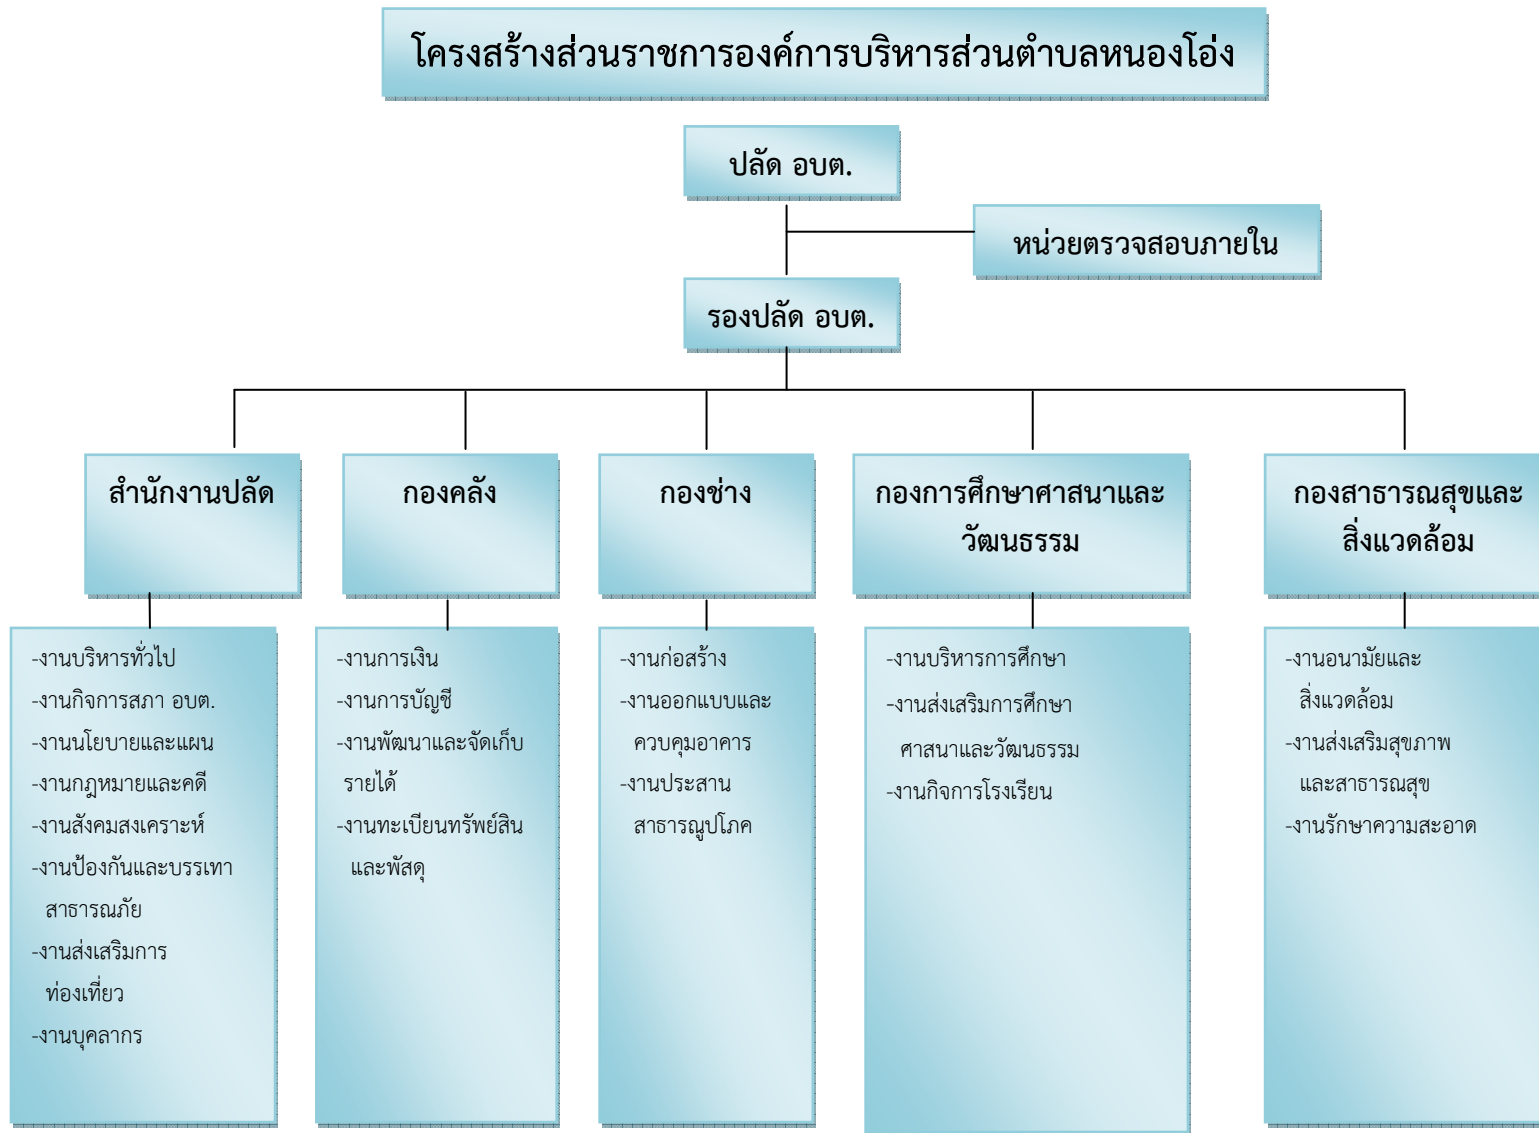 โครงสร้างส่วนราชการองค์การบริหารส่วนตำบลหนองโอ่ง
ปลัด อบต.
หน่วยตรวจสอบภายใน
รองปลัด อบต.
สำนักงานปลัด
กองคลัง
กองช่าง
กองการศึกษาศาสนาและ
วัฒนธรรม
กองสาธารณสุขและ
สิ่งแวดล้อม
-งานบริหารทั่วไป
-งานกิจการสภา อบต.
-งานนโยบายและแผน
-งานกฎหมายและคดี
-งานสังคมสงเคราะห์
-งานป้องกันและบรรเทา
สาธารณภัย
-งานส่งเสริมการ
ท่องเที่ยว
-งานบุคลากร
-งานการเงิน
-งานการบัญชี
-งานพัฒนาและจัดเก็บ
รายได้
-งานทะเบียนทรัพย์สิน
และพัสดุ
-งานก่อสร้าง
-งานออกแบบและ
ควบคุมอาคาร
-งานประสาน
สาธารณูปโภค
-งานบริหารการศึกษา
-งานส่งเสริมการศึกษา
ศาสนาและวัฒนธรรม
-งานกิจการโรงเรียน
-งานอนามัยและ
สิ่งแวดล้อม
-งานส่งเสริมสุขภาพ
และสาธารณสุข
-งานรักษาความสะอาด